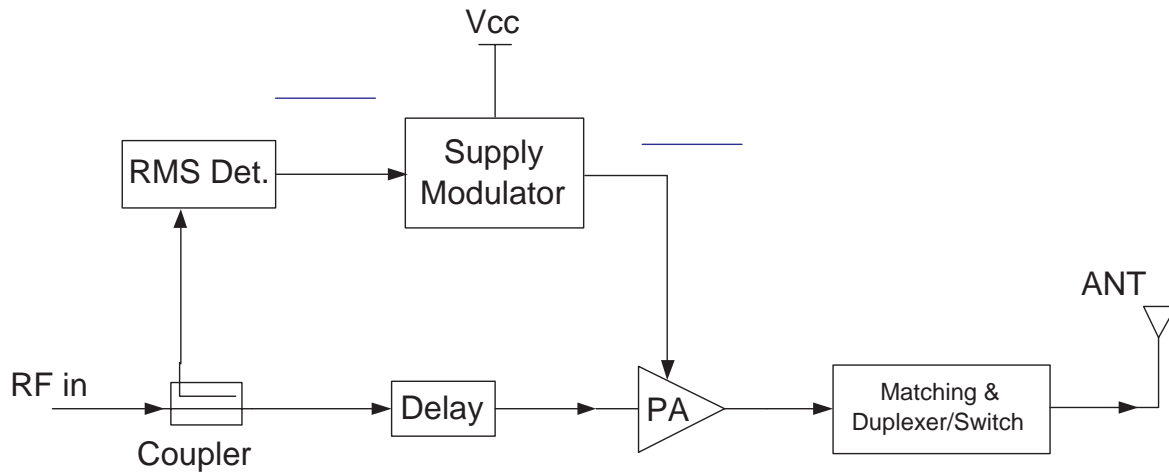 Vcc
RMS Det.
Supply
Modulator
ANT
RF in
Coupler
Delay
PA
Matching &
Duplexer/Switch